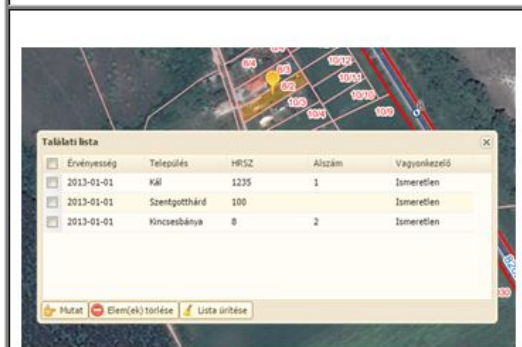 8/4
8/3
8/2
10/12
10/11
10/10
10/3
10/4
10/9
Találati lista
Érvényesség Település HRSZ Alszám Vagyonkezelő
2013-01-01 Kál 1235 1 Ismeretlen
2013-01-01 Szentgotthárd 100 Ismeretlen
2013-01-01 Kincsesbánya 8 2 Ismeretlen
Mutat Elem(ek) törlése Lista ürítése